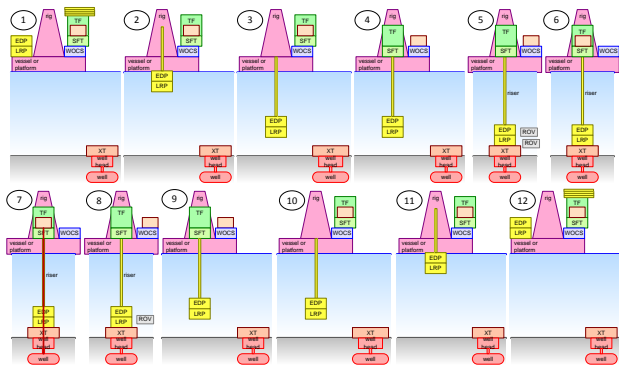 1
rig
TF
SFT
EDP
LRP
WOCS
vessel or
platform
XT
well
head
well
2
rig
TF
SFT
WOCS
vessel or
platform
EDP
LRP
XT
well
head
well
3
rig
TF
SFT
WOCS
vessel or
platform
EDP
LRP
XT
well
head
well
4
rig
TF
SFT
WOCS
vessel or
platform
EDP
LRP
XT
well
head
well
5
rig
TF
SFT
WOCS
vessel or
platform
riser
EDP
LRP
ROV
ROV
XT
well
head
well
6
rig
TF
SFT
WOCS
vessel or
platform
riser
EDP
LRP
XT
well
head
well
7
rig
TF
SFT
WOCS
vessel or
platform
riser
EDP
LRP
XT
well
head
well
8
rig
TF
SFT
WOCS
vessel or
platform
riser
EDP
LRP
ROV
XT
well
head
well
9
rig
TF
SFT
WOCS
vessel or
platform
EDP
LRP
XT
well
head
well
10
rig
TF
SFT
WOCS
vessel or
platform
EDP
LRP
XT
well
head
well
11
rig
TF
SFT
WOCS
vessel or
platform
EDP
LRP
XT
well
head
well
12
rig
TF
SFT
EDP
LRP
WOCS
vessel or
platform
XT
well
head
well